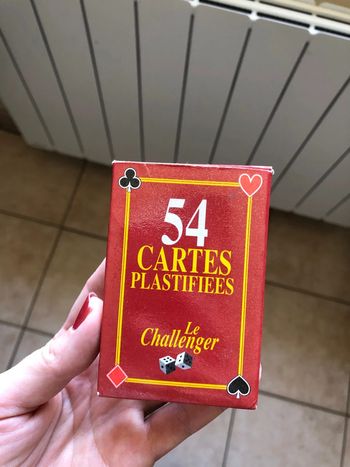 54
CARTES
PLASTIFIEES
Le
Challenger